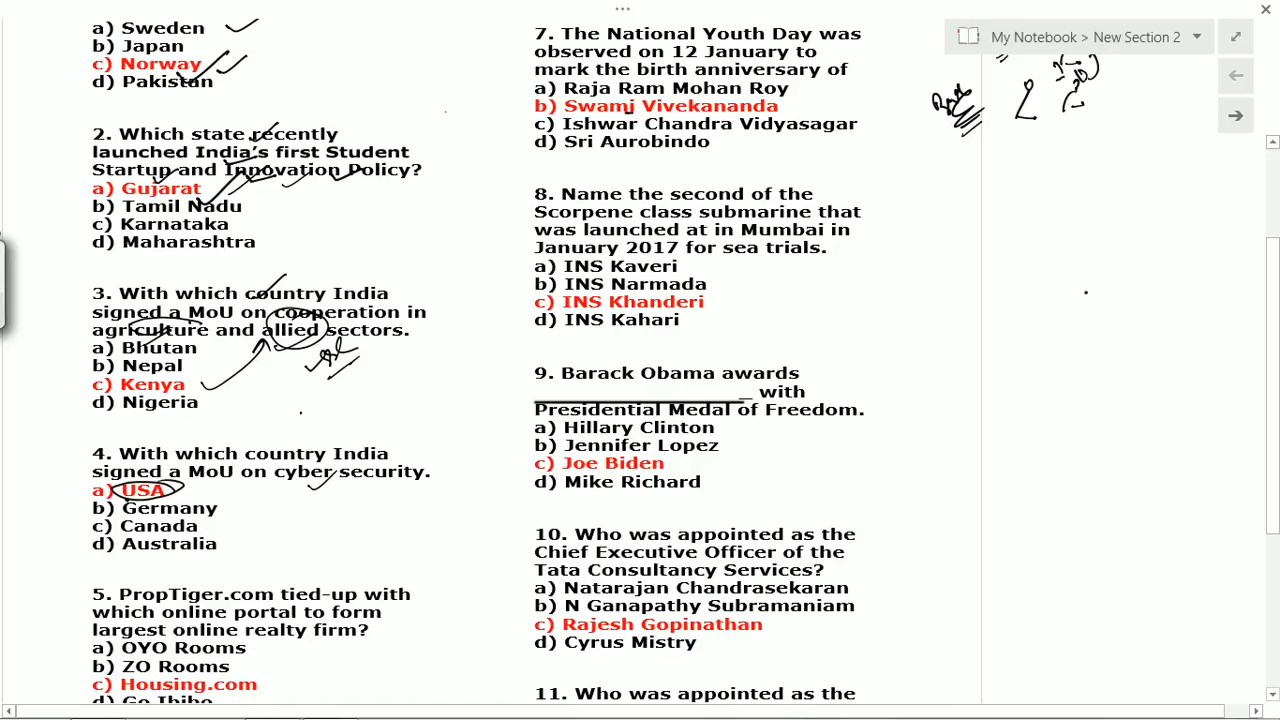 My Notebook > New Section 2
a) Sweden
b) Japan
c) Norway
d) Pakistan
2. Which state recently
launched India's first Student
Startup and Innovation Policy?
a) Gujarat
b) Tamil Nadu
c) Karnataka
d) Maharashtra
3. With which country India
signed a MoU on cooperation in
agriculture and allied sectors.
a) Bhutan
b) Nepal
c) Kenya
d) Nigeria
4. With which country India
signed a MoU on cyber security.
a) USA
b) Germany
c) Canada
d) Australia
5. PropTiger.com tied-up with
which online portal to form
largest online realty firm?
a) OYO Rooms
b) ZO Rooms
c) Housing.com
d) Go Ibibo
7. The National Youth Day was
observed on 12 January to
mark the birth anniversary of
a) Raja Ram Mohan Roy
b) Swami Vivekananda
c) Ishwar Chandra Vidyasagar
d) Sri Aurobindo
8. Name the second of the
Scorpene class submarine that
was launched at in Mumbai in
January 2017 for sea trials.
a) INS Kaveri
b) INS Narmada
c) INS Khanderi
d) INS Kahari
9. Barack Obama awards
____________________ with
Presidential Medal of Freedom.
a) Hillary Clinton
b) Jennifer Lopez
c) Joe Biden
d) Mike Richard
10. Who was appointed as the
Chief Executive Officer of the
Tata Consultancy Services?
a) Natarajan Chandrasekaran
b) N Ganapathy Subramaniam
c) Rajesh Gopinathan
d) Cyrus Mistry
11. Who was appointed as the